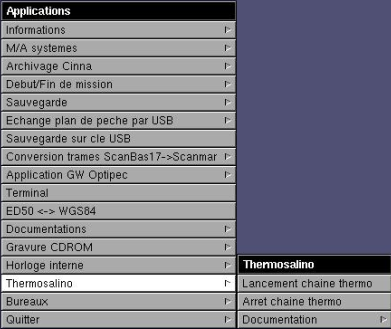 Applications
Informations
M/A systemes
Archivage Cinna
Debut/Fin de mission
Sauvegarde
Echange plan de peche par USB
Sauvegarde sur cle USB
Conversion trames ScanBas17->Scanmar
Application GW Optipec
Terminal
ED50 <-> WGS84
Documentations
Gravure CDROM
Horloge interne
Thermosalino
Bureaux
Quitter
Thermosalino
Lancement chaine thermo
Arret chaine thermo
Documentation